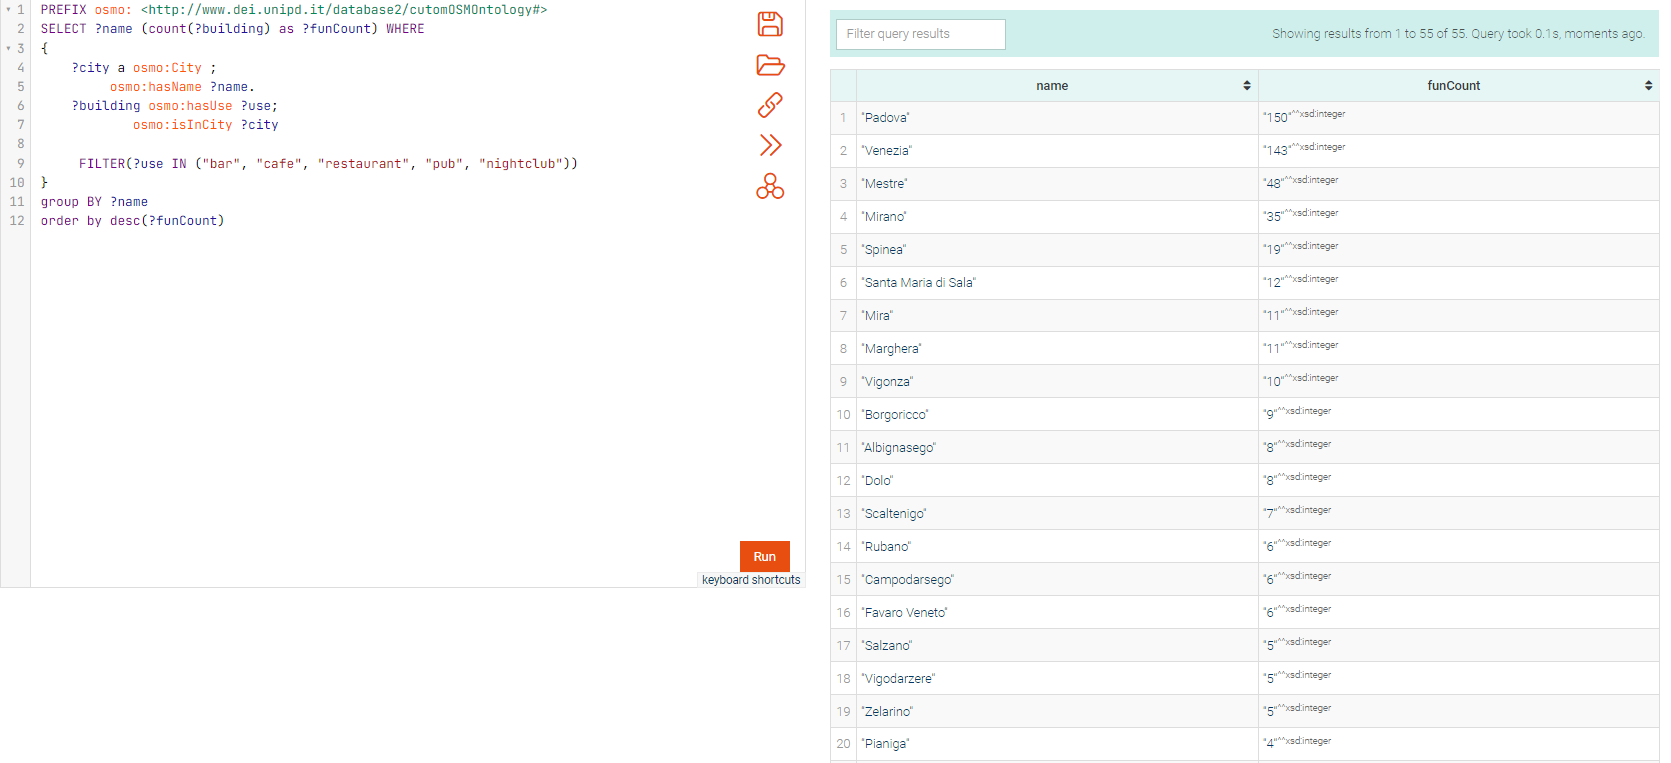 1 PREFIX osmo: <http://www.dei.unipd.it/database2/cutomOSMOntology#>
2 SELECT ?name (count(?building) as ?funCount) WHERE
3 {
4 ?city a osmo:City ;
5 osmo:hasName ?name.
6 ?building osmo:hasUse ?use;
7 osmo:isInCity ?city
8
9 FILTER(?use IN ("bar", "cafe", "restaurant", "pub", "nightclub"))
10 }
11 group BY ?name
12 order by desc(?funCount)
Run
keyboard shortcuts
Filter query results
Showing results from 1 to 55 of 55. Query took 0.1s, moments ago.
name funCount
1 "Padova" "150"^^xsd:integer
2 "Venezia" "143"^^xsd:integer
3 "Mestre" "48"^^xsd:integer
4 "Mirano" "35"^^xsd:integer
5 "Spinea" "19"^^xsd:integer
6 "Santa Maria di Sala" "12"^^xsd:integer
7 "Mira" "11"^^xsd:integer
8 "Marghera" "11"^^xsd:integer
9 "Vigonza" "10"^^xsd:integer
10 "Borgoricco" "9"^^xsd:integer
11 "Albignasego" "8"^^xsd:integer
12 "Dolo" "8"^^xsd:integer
13 "Scaltenigo" "7"^^xsd:integer
14 "Rubano" "6"^^xsd:integer
15 "Campodarsego" "6"^^xsd:integer
16 "Favaro Veneto" "6"^^xsd:integer
17 "Salzano" "5"^^xsd:integer
18 "Vigodarzere" "5"^^xsd:integer
19 "Zelarino" "5"^^xsd:integer
20 "Pianiga" "4"^^xsd:integer